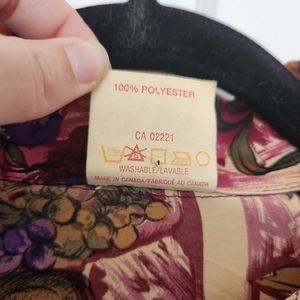 100% POLYESTER
CA 02221
WASHABLE/LAVABLE
MADE IN CANADA/FABRIQUÉ AU CANADA